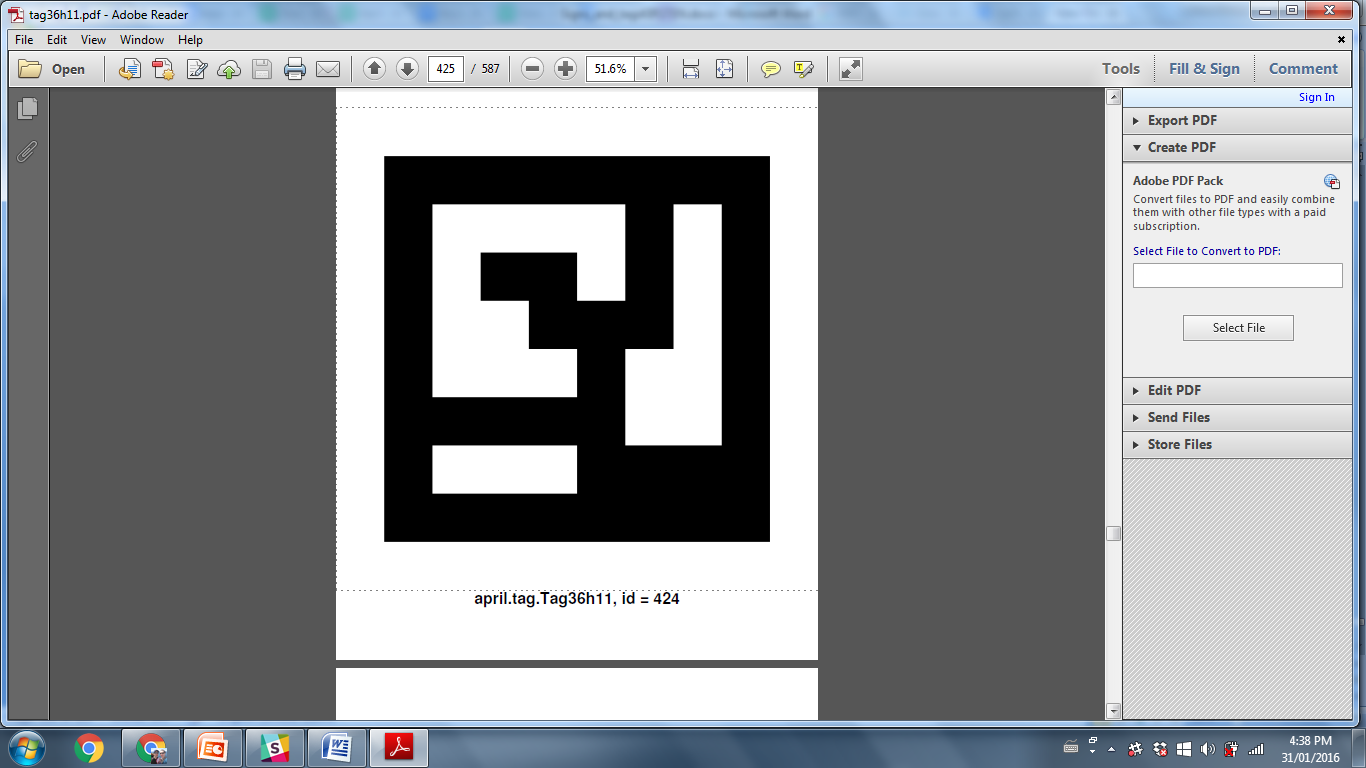 tag36h11.pdf - Adobe Reader
File Edit View Window Help
Open 425 / 587 51.6% Tools Fill & Sign Comment
Sign In
Export PDF
Create PDF
Adobe PDF Pack
Convert files to PDF and easily combine
them with other file types with a paid
subscription.
Select File to Convert to PDF:
Select File
Edit PDF
Send Files
Store Files
april.tag.Tag36h11, id = 424
4:38 PM
31/01/2016